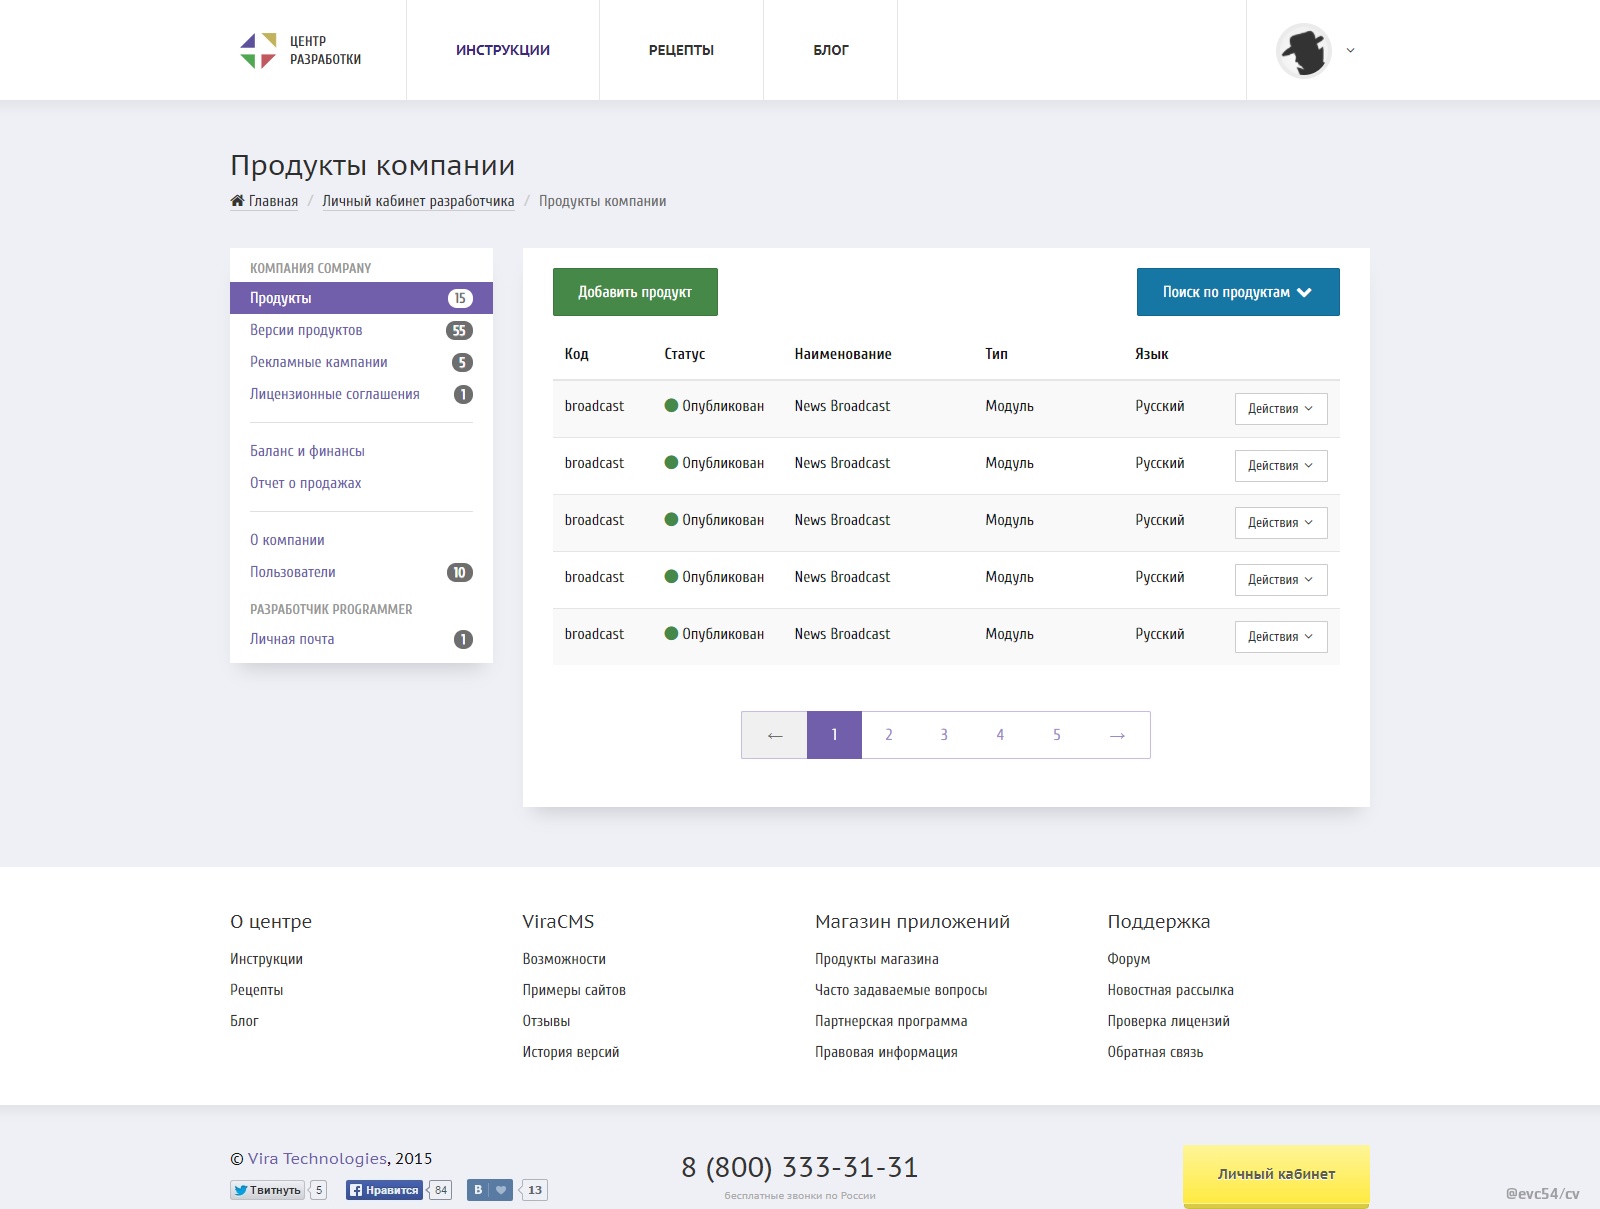 ЦЕНТР
РАЗРАБОТКИ
ИНСТРУКЦИИ
РЕЦЕПТЫ
БЛОГ
Продукты компании
Главная / Личный кабинет разработчика / Продукты компании
КОМПАНИЯ COMPANY
Продукты 15
Версии продуктов 55
Рекламные кампании 5
Лицензионные соглашения 1
Баланс и финансы
Отчет о продажах
О компании
Пользователи 10
РАЗРАБОТЧИК PROGRAMMER
Личная почта 1
Добавить продукт
Поиск по продуктам
Код Статус Наименование Тип Язык
broadcast Опубликован News Broadcast Модуль Русский Действия
broadcast Опубликован News Broadcast Модуль Русский Действия
broadcast Опубликован News Broadcast Модуль Русский Действия
broadcast Опубликован News Broadcast Модуль Русский Действия
broadcast Опубликован News Broadcast Модуль Русский Действия
← 1 2 3 4 5 →
О центре
Инструкции
Рецепты
Блог
ViraCMS
Возможности
Примеры сайтов
Отзывы
История версий
Магазин приложений
Продукты магазина
Часто задаваемые вопросы
Партнерская программа
Правовая информация
Поддержка
Форум
Новостная рассылка
Проверка лицензий
Обратная связь
© Vira Technologies, 2015
Твитнуть 5
Нравится 84
В 13
8 (800) 333-31-31
бесплатные звонки по России
Личный кабинет
@evc54/cv